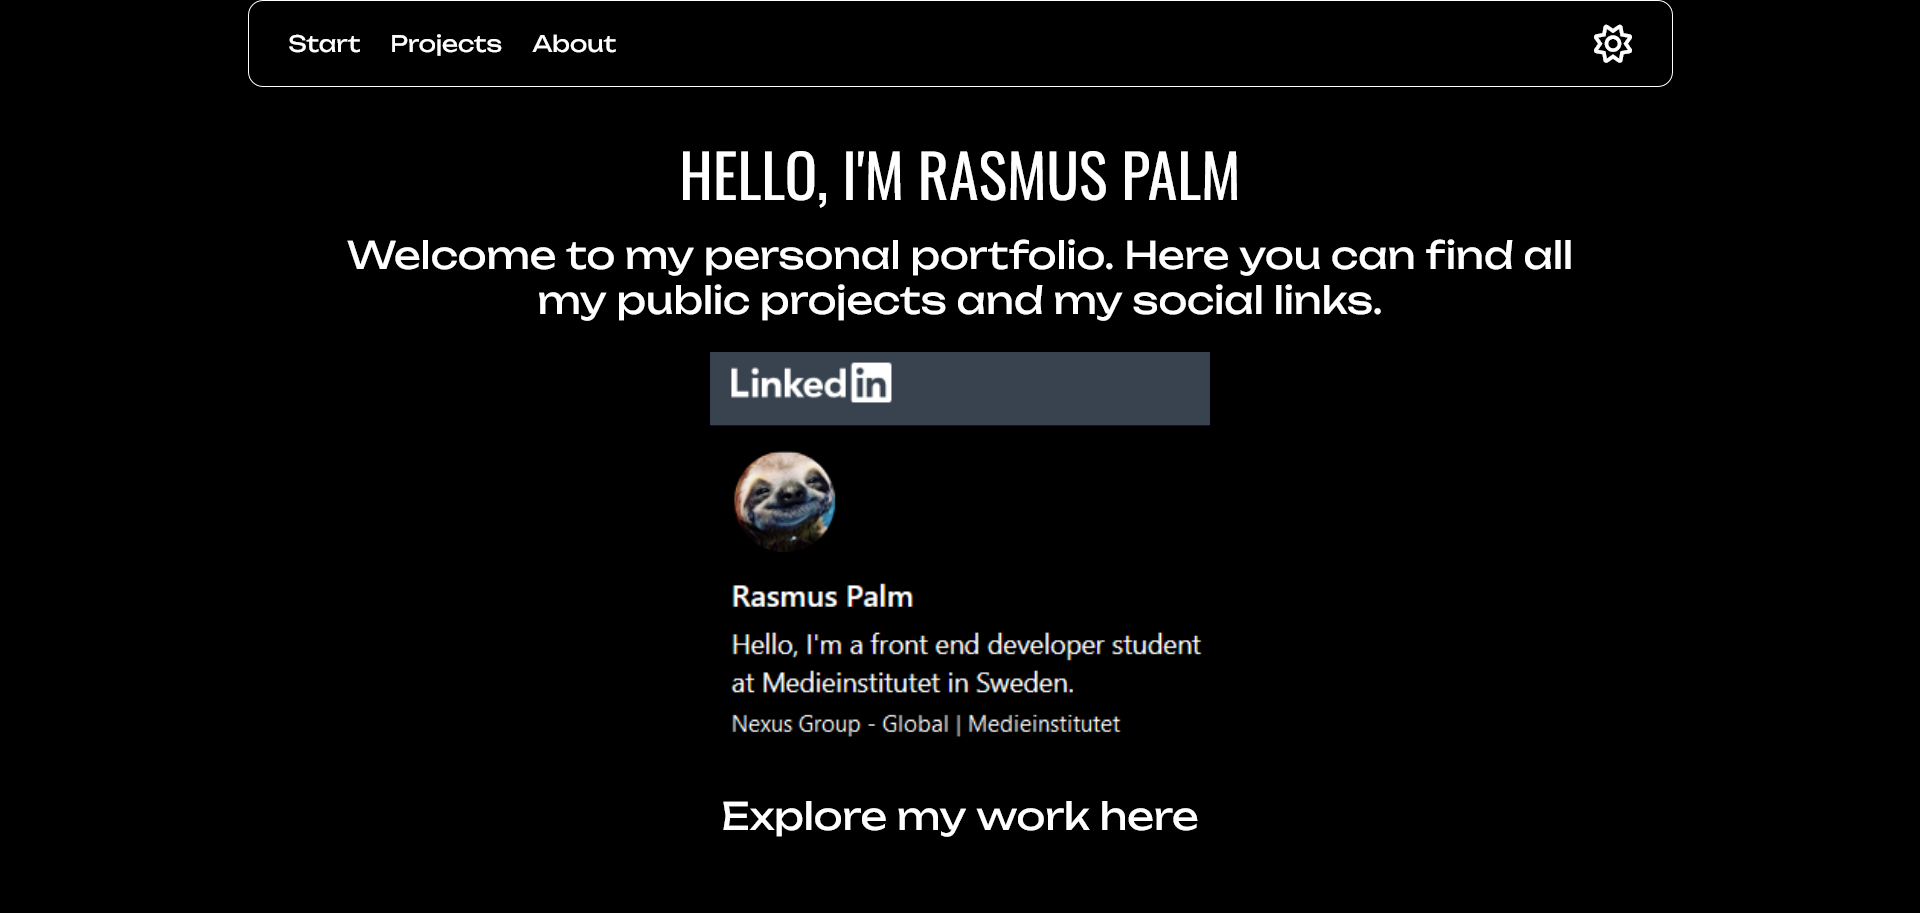 Start Projects About
HELLO, I'M RASMUS PALM
Welcome to my personal portfolio. Here you can find all
my public projects and my social links.
Linked in
Rasmus Palm
Hello, I'm a front end developer student
at Medieinstitutet in Sweden.
Nexus Group - Global | Medieinstitutet
Explore my work here